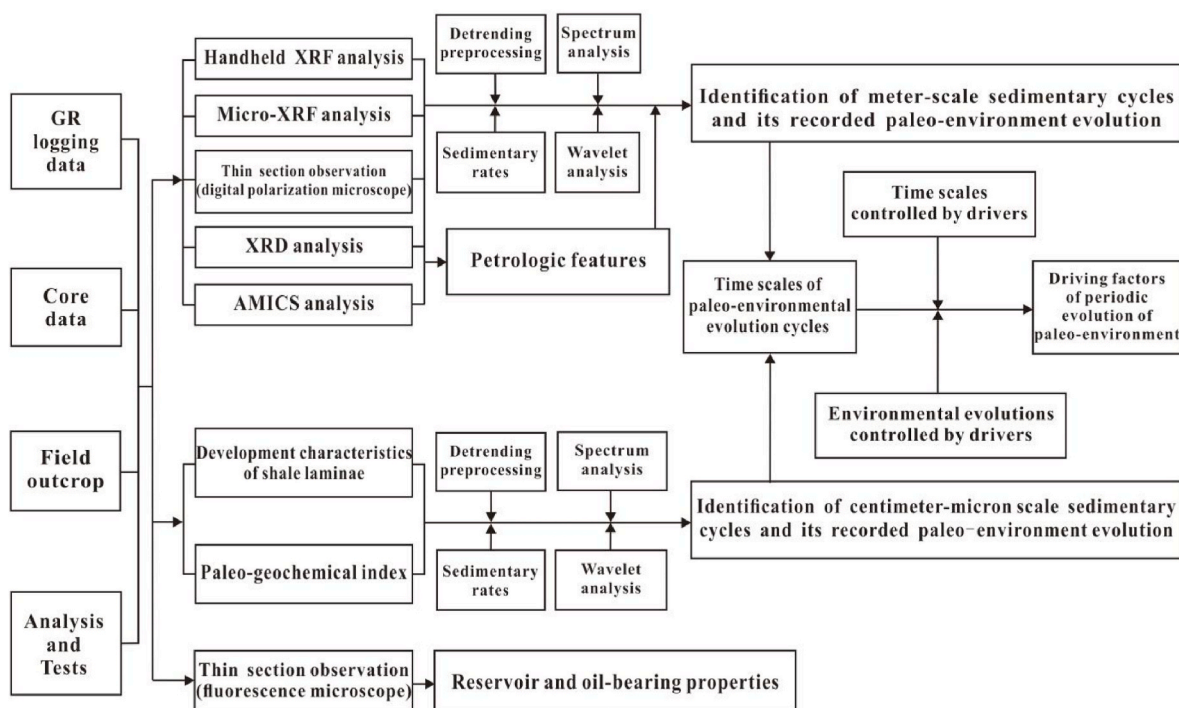 GR
logging
data
Core
data
Field
outcrop
Analysis
and
Tests
Handheld XRF analysis
Micro-XRF analysis
Thin section observation
(digital polarization microscope)
XRD analysis
AMICS analysis
Detrending
preprocessing
Spectrum
analysis
Sedimentary
rates
Wavelet
analysis
Petrologic features
Identification of meter-scale sedimentary cycles
and its recorded paleo-environment evolution
Time scales
controlled by drivers
Time scales of
paleo-environmental
evolution cycles
Driving factors
of periodic
evolution of
paleo-environment
Environmental evolutions
controlled by drivers
Development characteristics
of shale laminae
Paleo-geochemical index
Detrending
preprocessing
Spectrum
analysis
Sedimentary
rates
Wavelet
analysis
Identification of centimeter-micron scale sedimentary
cycles and its recorded paleo-environment evolution
Thin section observation
(fluorescence microscope)
Reservoir and oil-bearing properties